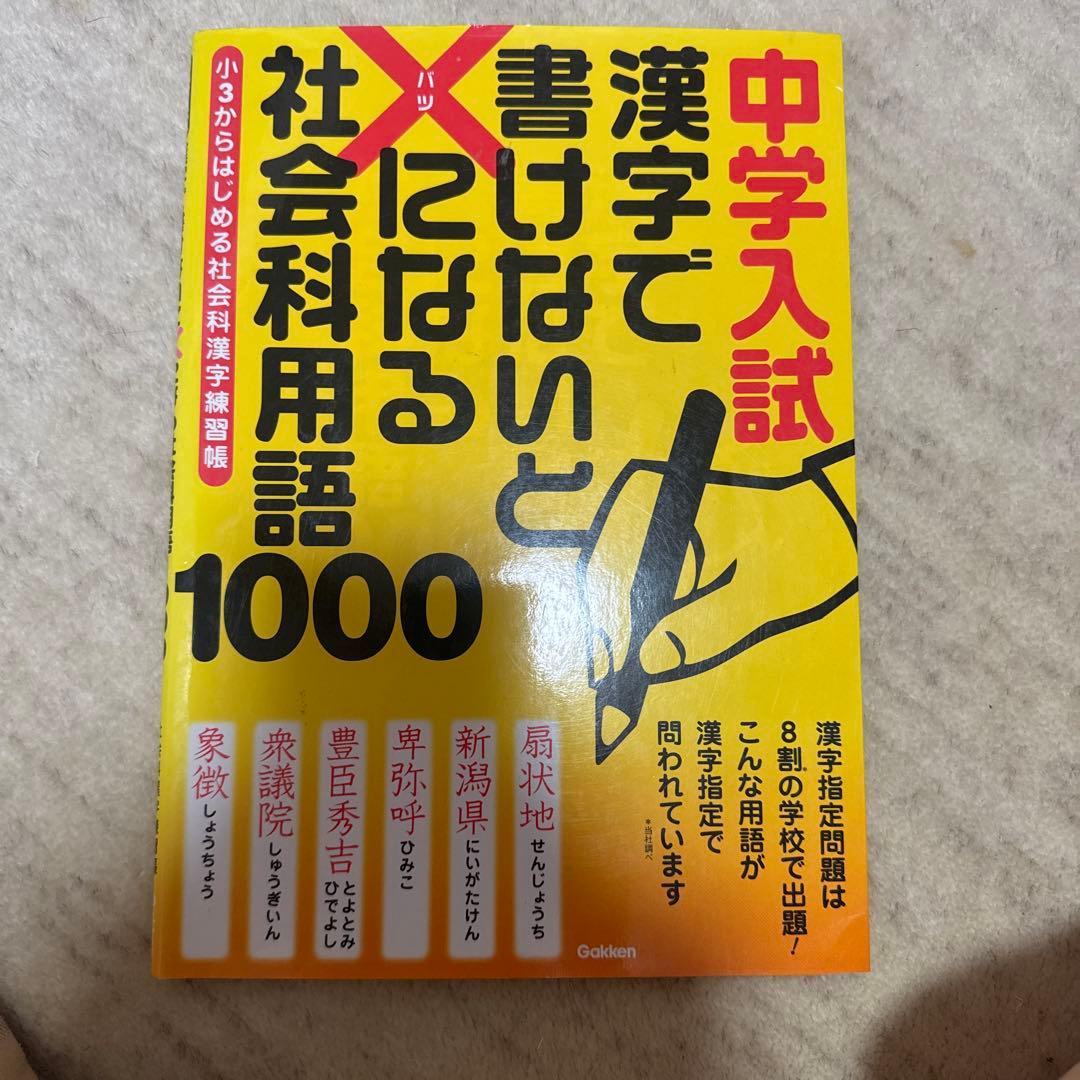 中学入試
漢字で
書けないと
×バツになる
社会科用語
1000
小3からはじめる社会科漢字練習帳
漢字指定問題は
8割*の学校で出題!
こんな用語が
漢字指定で
問われています
*当社調べ
扇状地 せんじょうち
新潟県 にいがたけん
卑弥呼 ひみこ
豊臣秀吉 とよとみ ひでよし
衆議院 しゅうぎいん
象徴 しょうちょう
Gakken